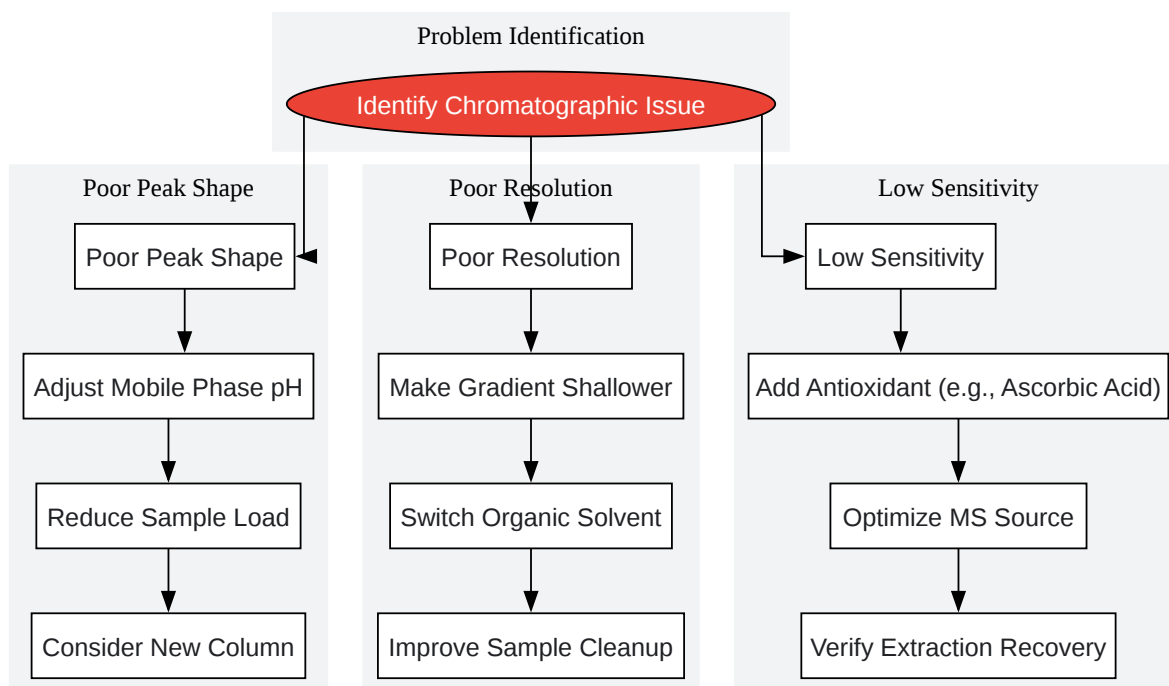 Problem Identification
Identify Chromatographic Issue
Poor Peak Shape
Poor Peak Shape
Adjust Mobile Phase pH
Reduce Sample Load
Consider New Column
Poor Resolution
Poor Resolution
Make Gradient Shallower
Switch Organic Solvent
Improve Sample Cleanup
Low Sensitivity
Low Sensitivity
Add Antioxidant (e.g., Ascorbic Acid)
Optimize MS Source
Verify Extraction Recovery